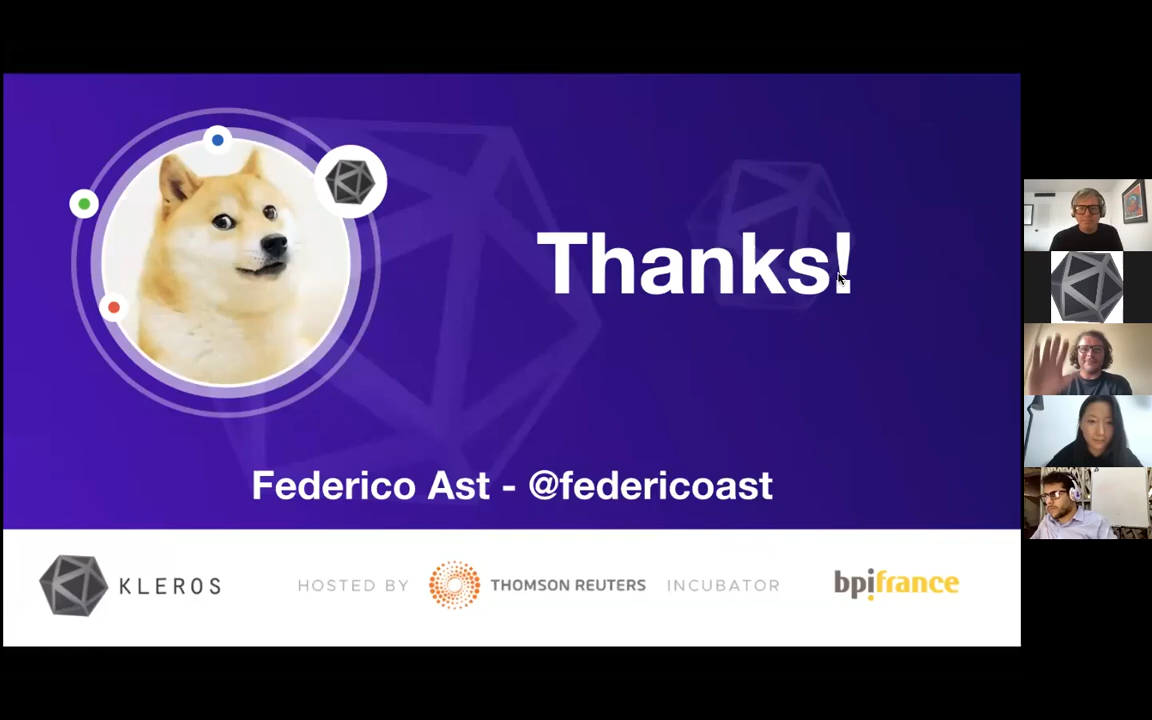 Thanks!
Federico Ast - @federicoast
KLEROS
HOSTED BY THOMSON REUTERS INCUBATOR
bpifrance